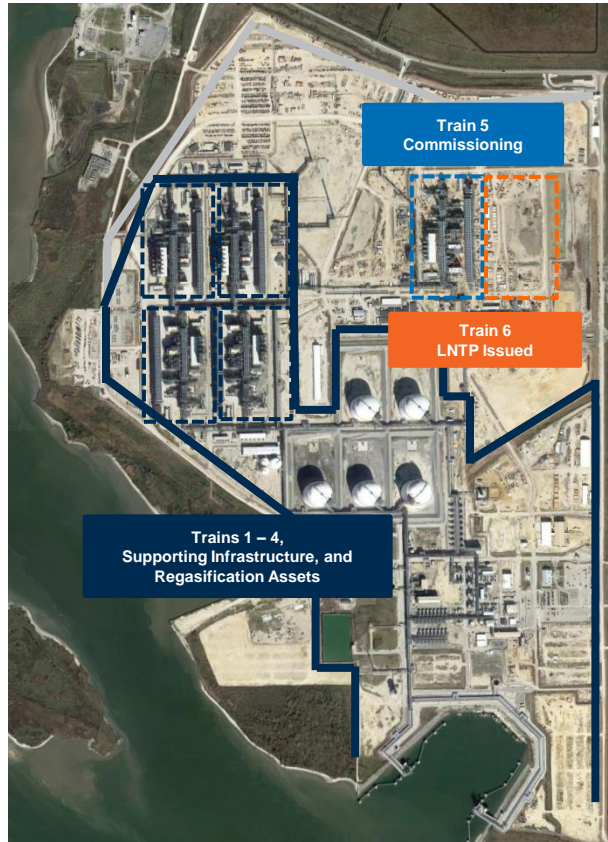 Train 5
Commissioning
Train 6
LNTP Issued
Trains 1 – 4,
Supporting Infrastructure, and
Regasification Assets